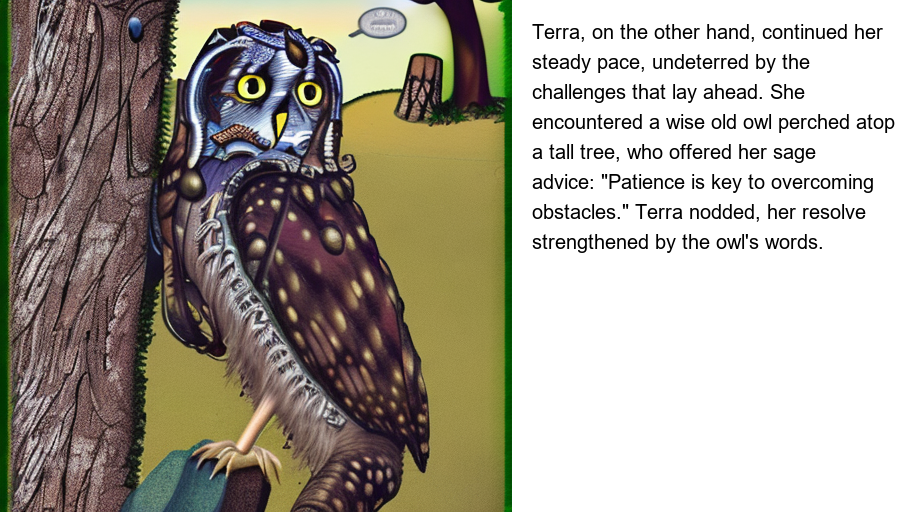 Terra, on the other hand, continued her
steady pace, undeterred by the
challenges that lay ahead. She
encountered a wise old owl perched atop
a tall tree, who offered her sage
advice: "Patience is key to overcoming
obstacles." Terra nodded, her resolve
strengthened by the owl's words.